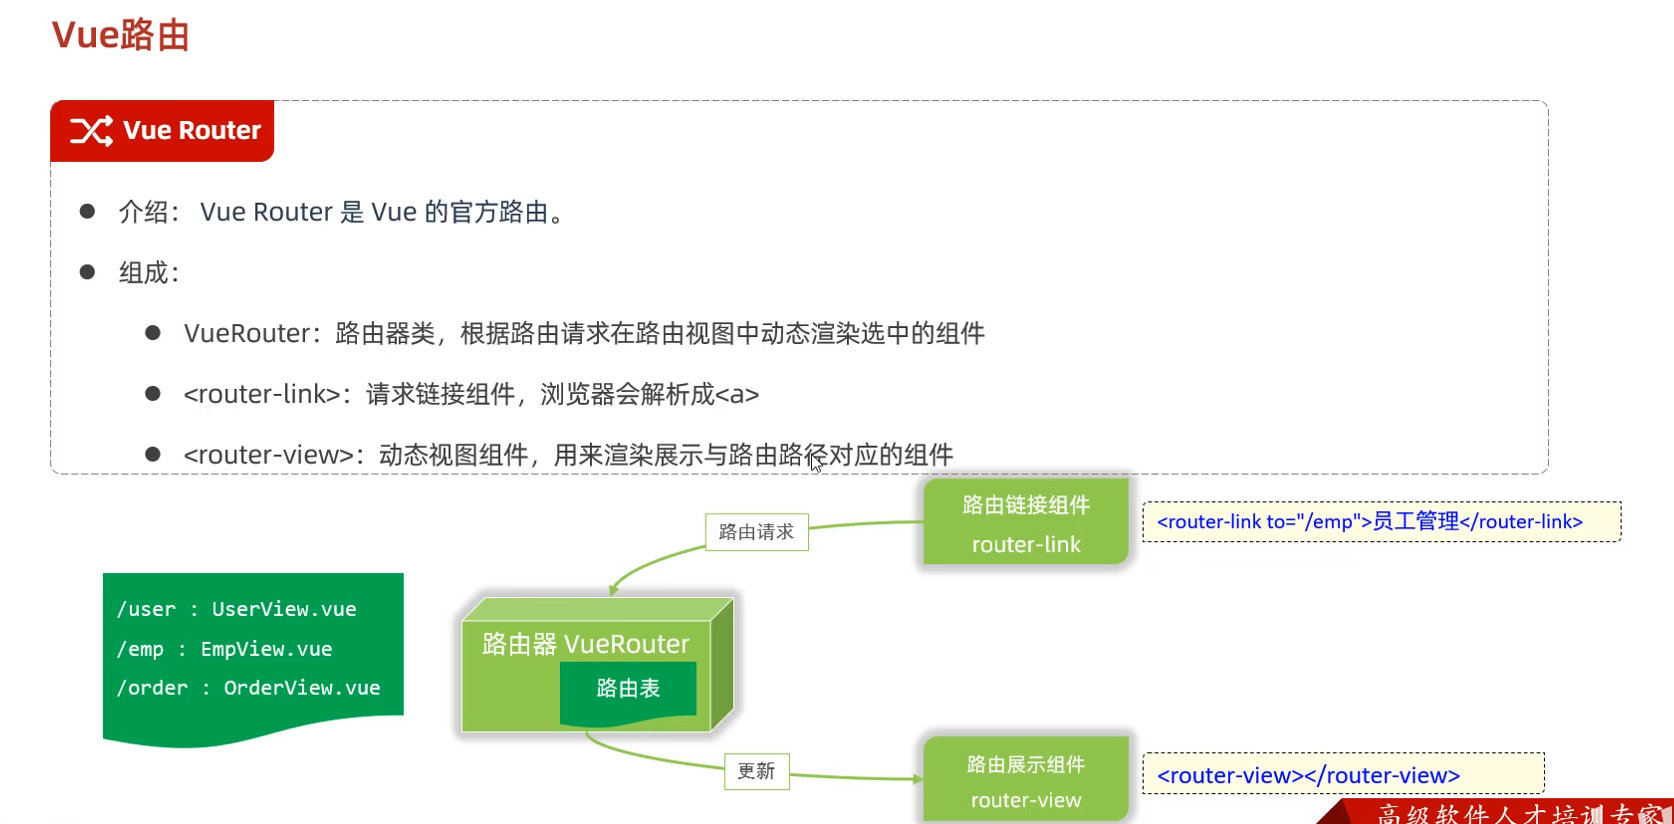 Vue路由
Vue Router
介绍： Vue Router 是 Vue 的官方路由。
组成：
VueRouter：路由器类，根据路由请求在路由视图中动态渲染选中的组件
<router-link>：请求链接组件，浏览器会解析成<a>
<router-view>：动态视图组件，用来渲染展示与路由路径对应的组件
路由链接组件
router-link
<router-link to="/emp">员工管理</router-link>
路由请求
/user : UserView.vue
/emp : EmpView.vue
/order : OrderView.vue
路由器 VueRouter
路由表
更新
路由展示组件
router-view
<router-view></router-view>
高级软件人才培训专家